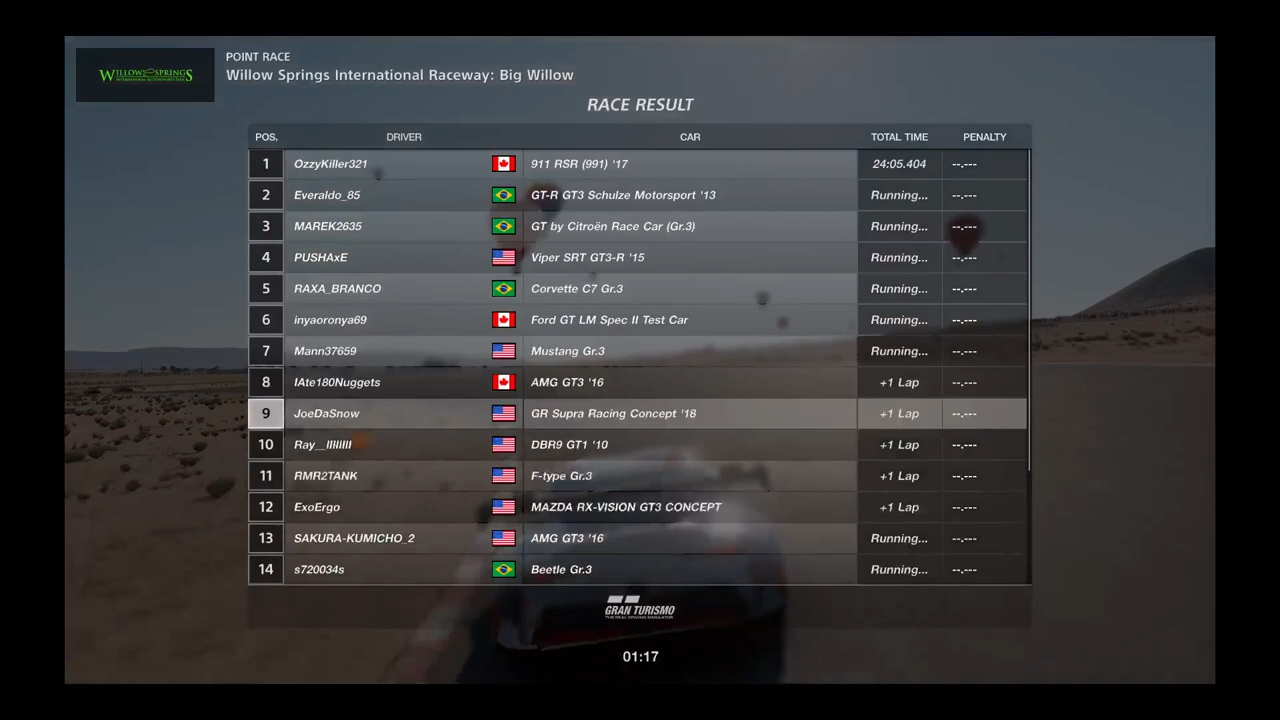 WILLOW SPRINGS
POINT RACE
Willow Springs International Raceway: Big Willow
RACE RESULT
POS. DRIVER CAR TOTAL TIME PENALTY
1 OzzyKiller321 911 RSR (991) '17 24:05.404 --.---
2 Everaldo_85 GT-R GT3 Schulze Motorsport '13 Running... --.---
3 MAREK2635 GT by Citroën Race Car (Gr.3) Running... --.---
4 PUSHAxE Viper SRT GT3-R '15 Running... --.---
5 RAXA_BRANCO Corvette C7 Gr.3 Running... --.---
6 inyaoronya69 Ford GT LM Spec II Test Car Running... --.---
7 Mann37659 Mustang Gr.3 Running... --.---
8 IAte180Nuggets AMG GT3 '16 +1 Lap --.---
9 JoeDaSnow GR Supra Racing Concept '18 +1 Lap --.---
10 Ray__IIIIIIII DBR9 GT1 '10 +1 Lap --.---
11 RMR2TANK F-type Gr.3 +1 Lap --.---
12 ExoErgo MAZDA RX-VISION GT3 CONCEPT +1 Lap --.---
13 SAKURA-KUMICHO_2 AMG GT3 '16 Running... --.---
14 s720034s Beetle Gr.3 Running... --.---
GRAN TURISMO
THE REAL DRIVING SIMULATOR
01:17